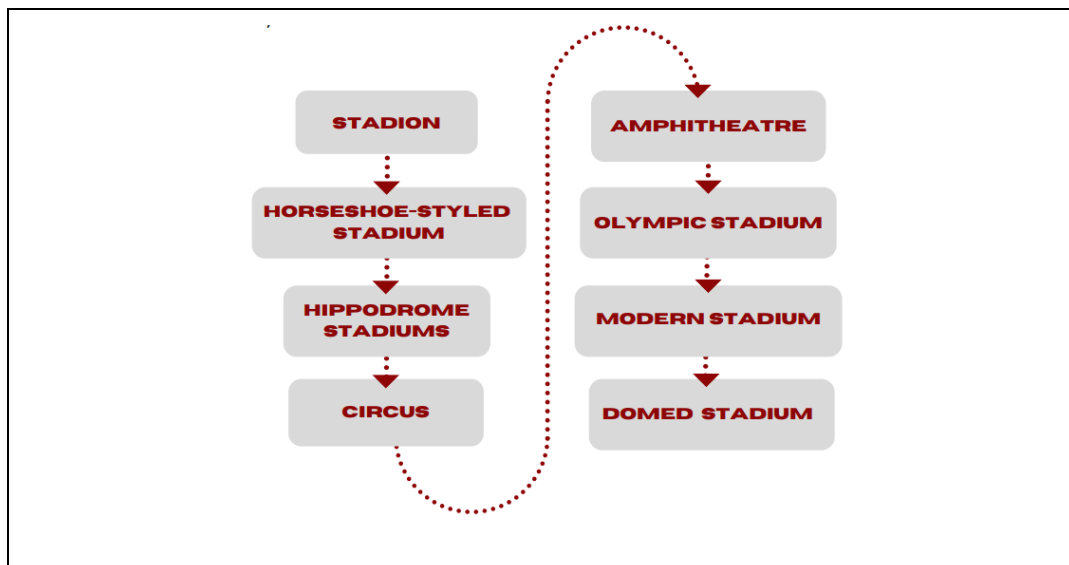 STADION
HORSESHOE-STYLED
STADIUM
HIPPODROME
STADIUMS
CIRCUS
AMPHITHEATRE
OLYMPIC STADIUM
MODERN STADIUM
DOMED STADIUM